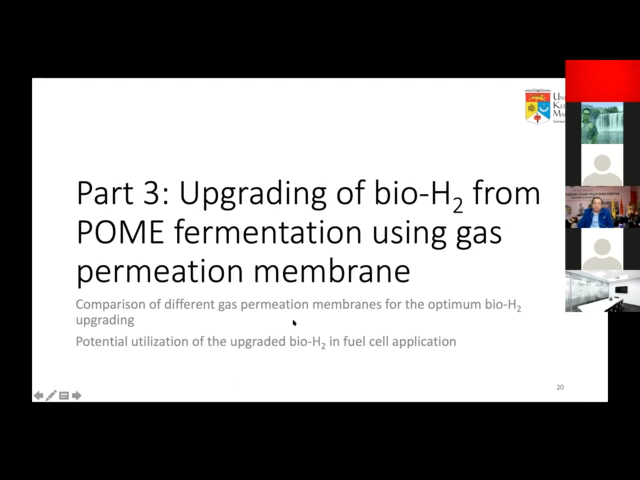 Part 3: Upgrading of bio-H₂ from
POME fermentation using gas
permeation membrane
Comparison of different gas permeation membranes for the optimum bio-H₂
upgrading
Potential utilization of the upgraded bio-H₂ in fuel cell application
20